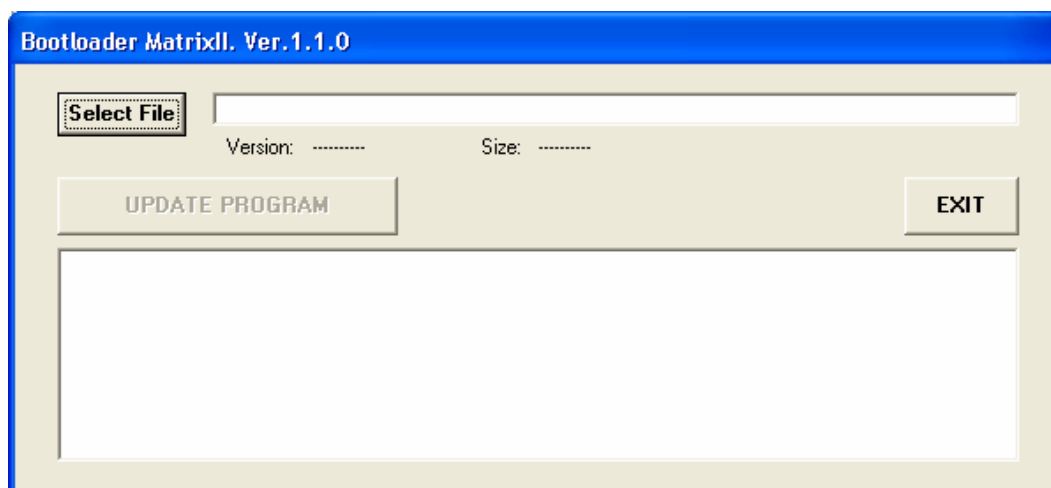 Bootloader MatrixII. Ver.1.1.0
Select File
Version: ---------- Size: ----------
UPDATE PROGRAM EXIT